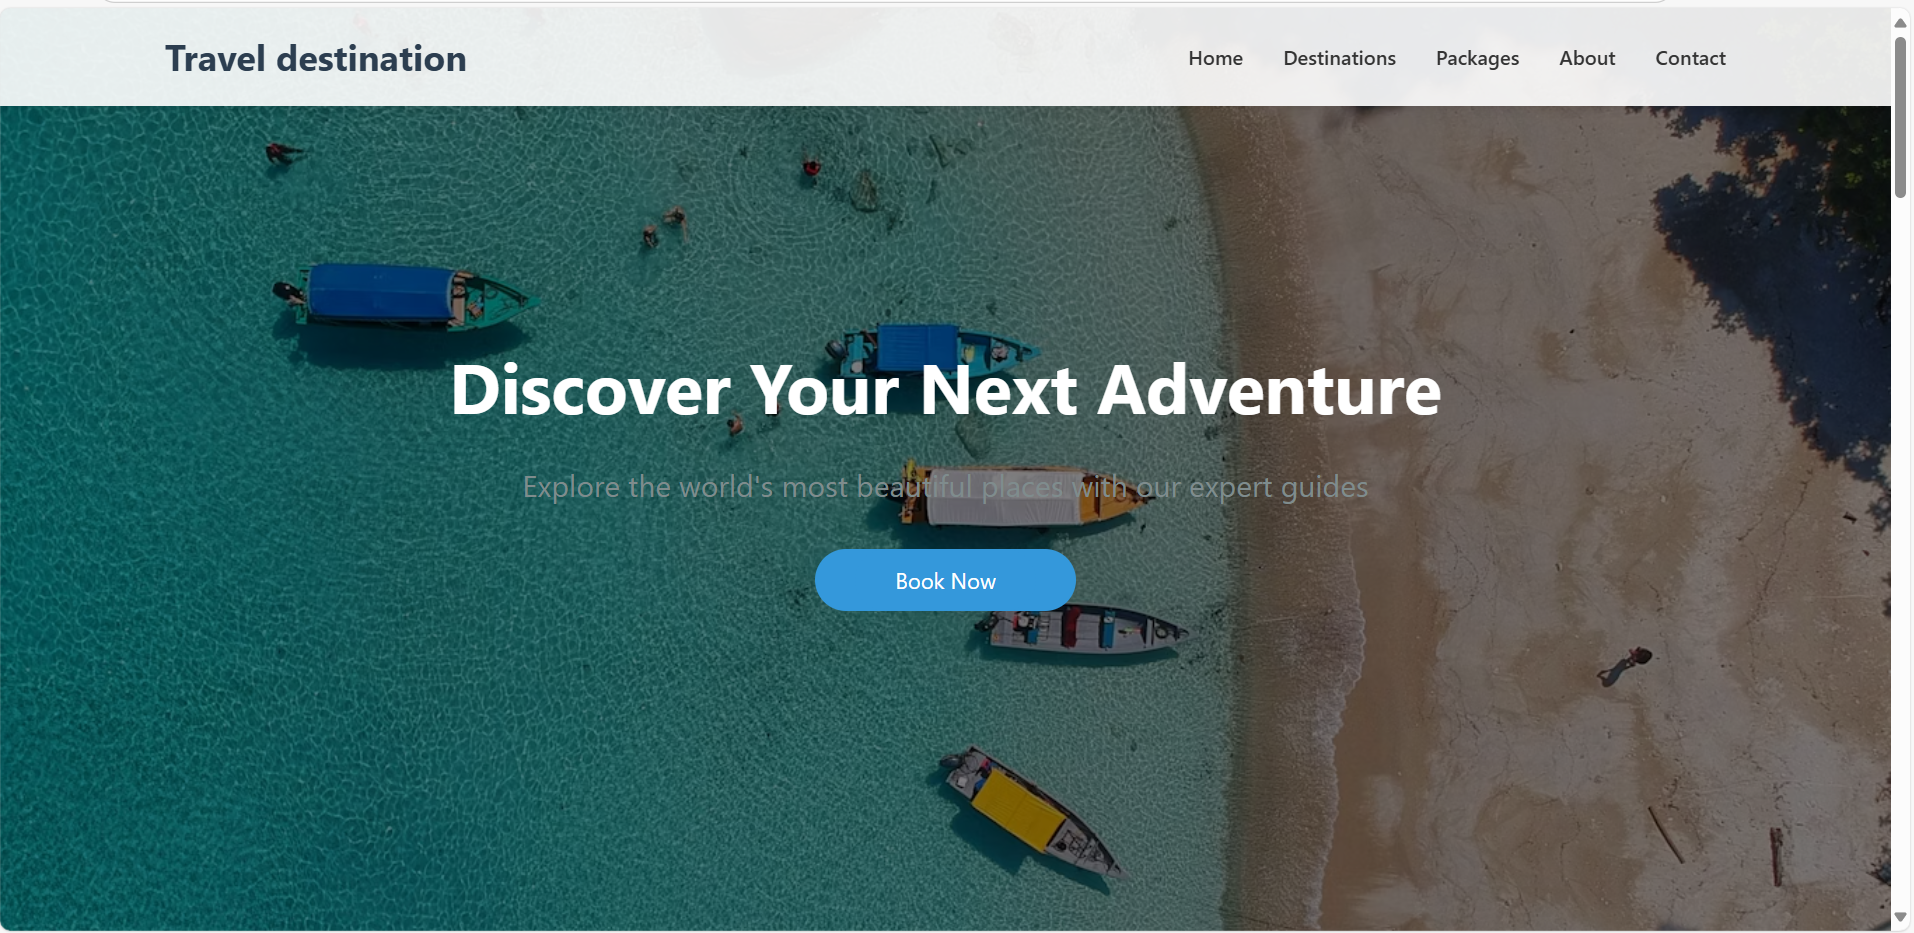 Travel destination
Home Destinations Packages About Contact
Discover Your Next Adventure
Explore the world's most beautiful places with our expert guides
Book Now